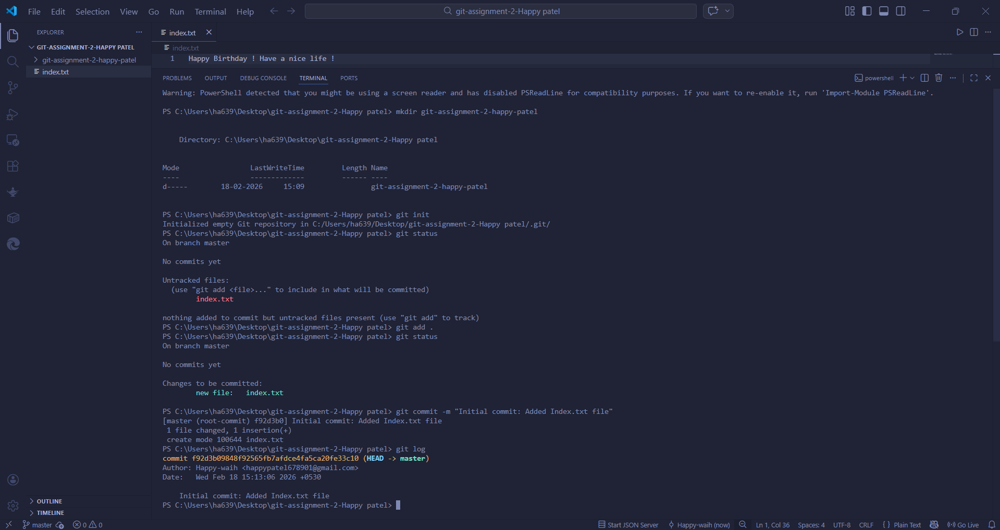 File Edit Selection View Go Run Terminal Help
git-assignment-2-Happy patel
EXPLORER
GIT-ASSIGNMENT-2-HAPPY PATEL
git-assignment-2-happy-patel
index.txt
index.txt
index.txt
1 Happy Birthday ! Have a nice life !
PROBLEMS OUTPUT DEBUG CONSOLE TERMINAL PORTS
powershell
Warning: PowerShell detected that you might be using a screen reader and has disabled PSReadLine for compatibility purposes. If you want to re-enable it, run 'Import-Module PSReadLine'.
PS C:\Users\ha639\Desktop\git-assignment-2-Happy patel> mkdir git-assignment-2-happy-patel
Directory: C:\Users\ha639\Desktop\git-assignment-2-Happy patel
Mode LastWriteTime Length Name
---- ------------- ------ ----
d----- 18-02-2026 15:09 git-assignment-2-happy-patel
PS C:\Users\ha639\Desktop\git-assignment-2-Happy patel> git init
Initialized empty Git repository in C:/Users/ha639/Desktop/git-assignment-2-Happy patel/.git/
PS C:\Users\ha639\Desktop\git-assignment-2-Happy patel> git status
On branch master
No commits yet
Untracked files:
(use "git add <file>..." to include in what will be committed)
index.txt
nothing added to commit but untracked files present (use "git add" to track)
PS C:\Users\ha639\Desktop\git-assignment-2-Happy patel> git add .
PS C:\Users\ha639\Desktop\git-assignment-2-Happy patel> git status
On branch master
No commits yet
Changes to be committed:
new file: index.txt
PS C:\Users\ha639\Desktop\git-assignment-2-Happy patel> git commit -m "Initial commit: Added Index.txt file"
[master (root-commit) f92d3b0] Initial commit: Added Index.txt file
1 file changed, 1 insertion(+)
create mode 100644 index.txt
PS C:\Users\ha639\Desktop\git-assignment-2-Happy patel> git log
commit f92d3b09848f92565fb7afdce4fa5ca20fe33c10 (HEAD -> master)
Author: Happy-waih <happypatel678901@gmail.com>
Date: Wed Feb 18 15:13:06 2026 +0530
Initial commit: Added Index.txt file
PS C:\Users\ha639\Desktop\git-assignment-2-Happy patel>
OUTLINE
TIMELINE
master 0 0 Start JSON Server Happy-waih (now) Ln 1, Col 36 Spaces: 4 UTF-8 CRLF { } Plain Text Go Live